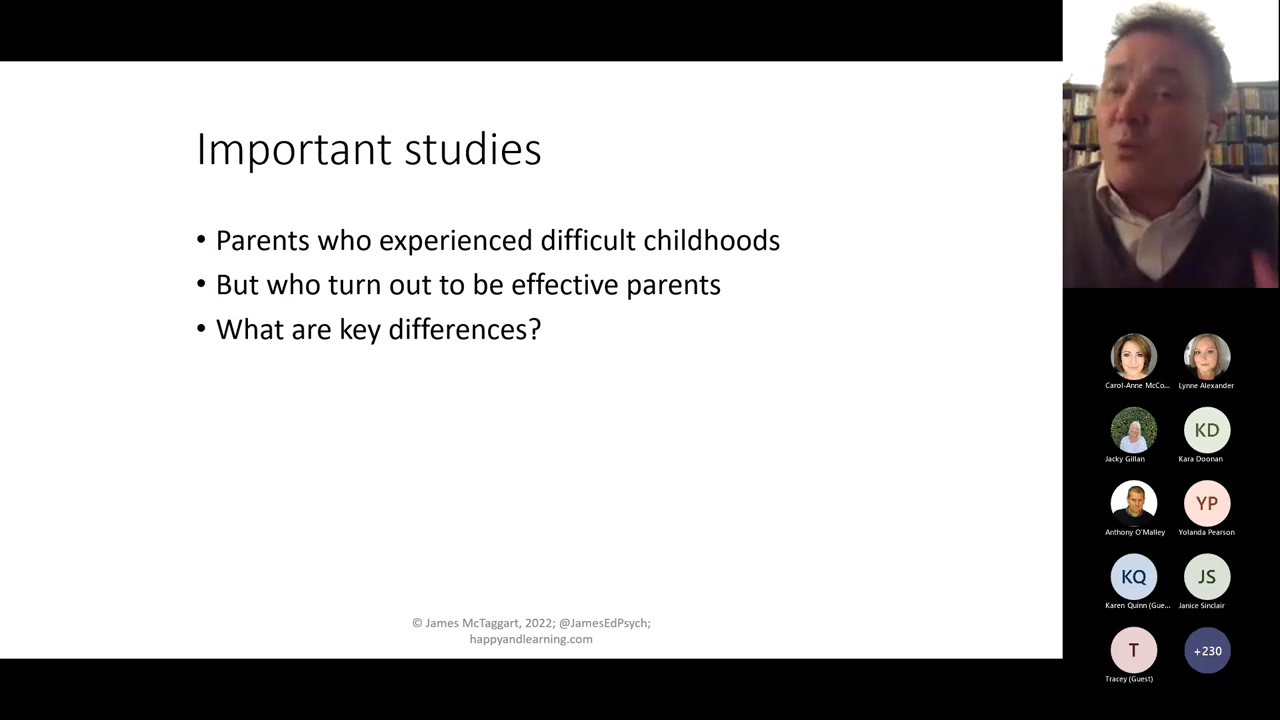 Important studies
• Parents who experienced difficult childhoods
• But who turn out to be effective parents
• What are key differences?
© James McTaggart, 2022; @JamesEdPsych;
happyandlearning.com
Carol-Anne McCo...
Lynne Alexander
Jacky Gillan
KD
Kara Doonan
Anthony O'Malley
YP
Yolanda Pearson
KQ
Karen Quinn (Gue...
JS
Janice Sinclair
T
Tracey (Guest)
+230